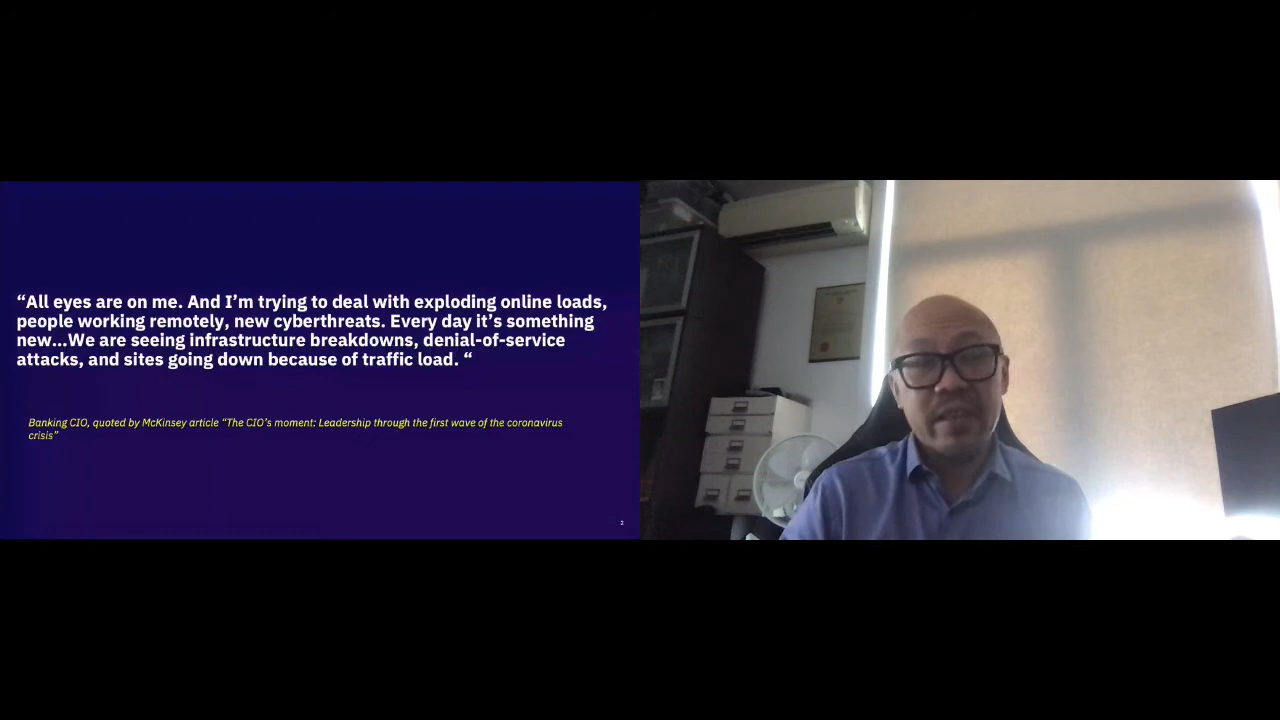 “All eyes are on me. And I’m trying to deal with exploding online loads,
people working remotely, new cyberthreats. Every day it’s something
new...We are seeing infrastructure breakdowns, denial-of-service
attacks, and sites going down because of traffic load. “
Banking CIO, quoted by McKinsey article “The CIO’s moment: Leadership through the first wave of the coronavirus
crisis”
2